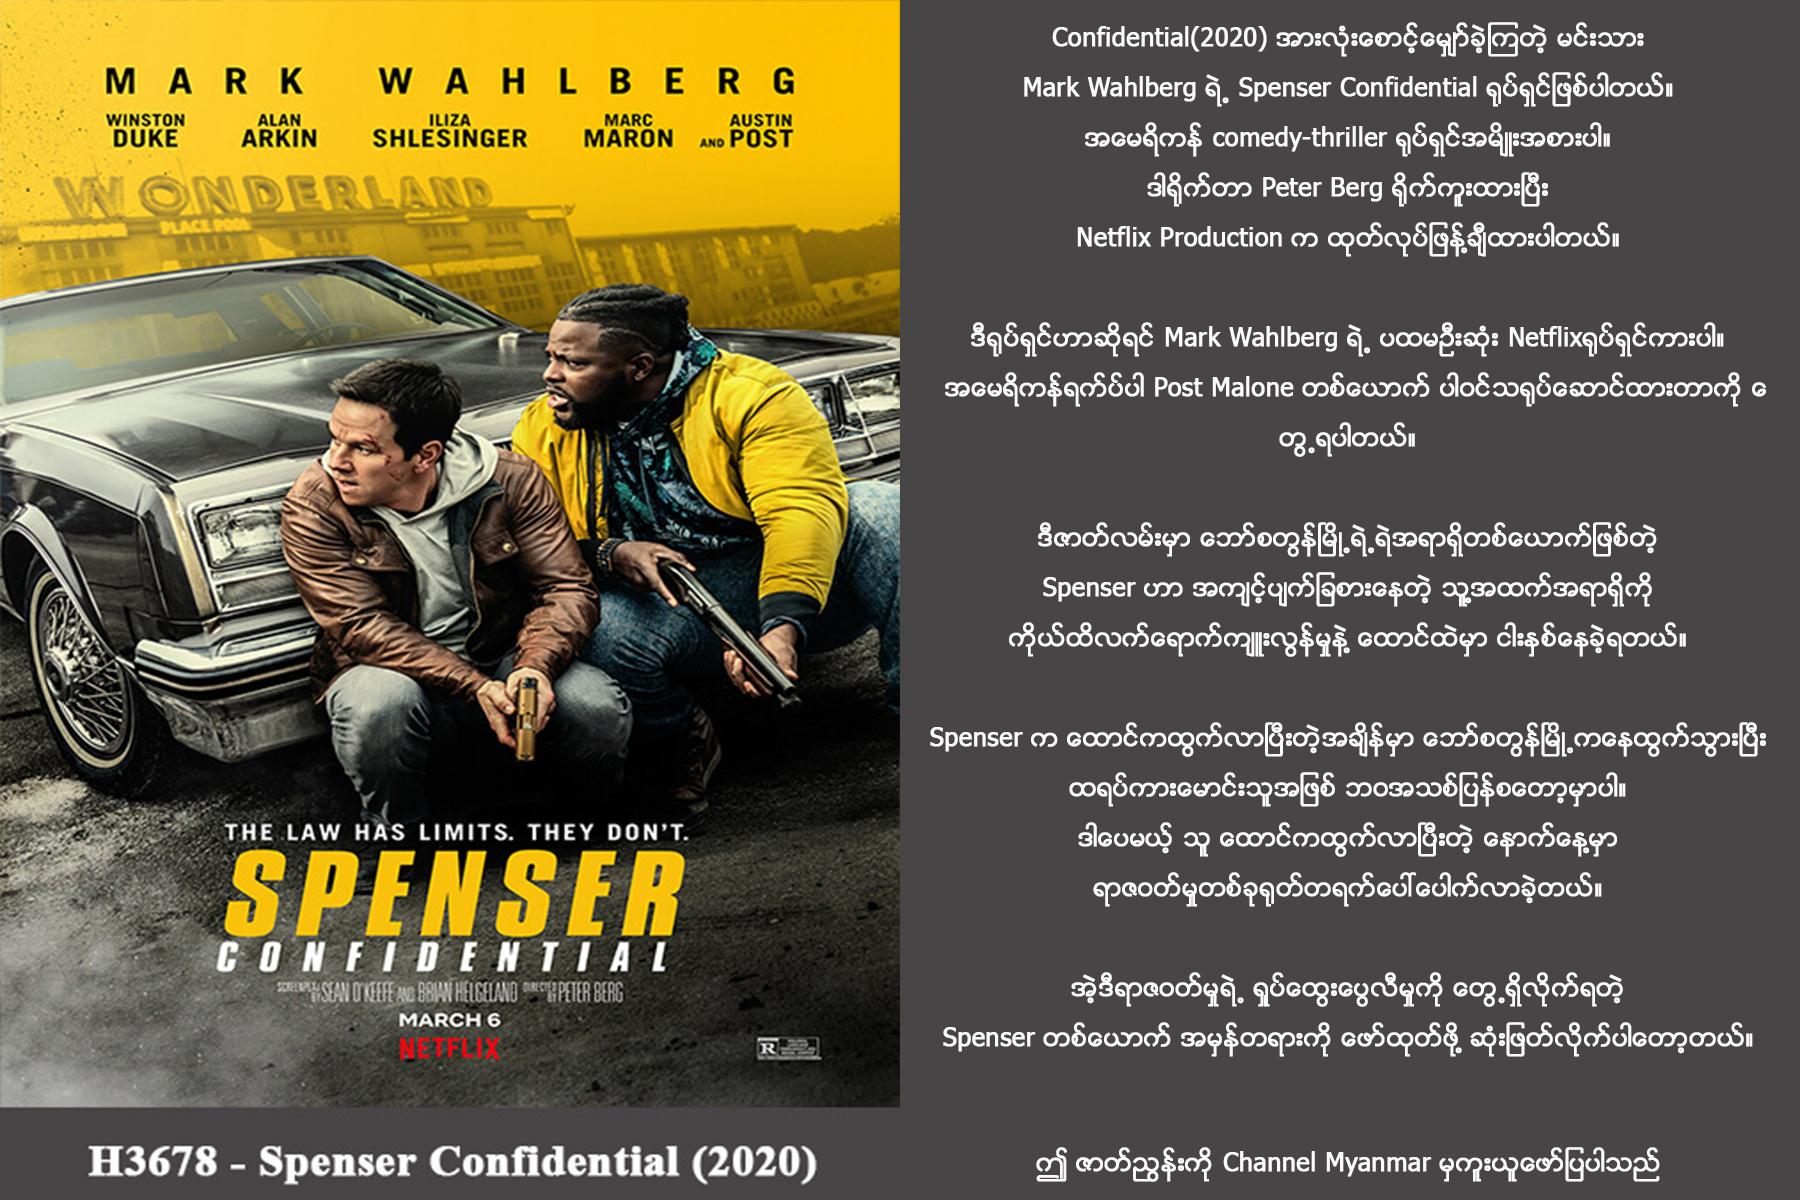 MARK WAHLBERG
WINSTON DUKE ALAN ARKIN ILIZA SHLESINGER MARC MARON AND AUSTIN POST
WONDERLAND
THE LAW HAS LIMITS. THEY DON'T.
SPENSER
CONFIDENTIAL
SCREENPLAY BY SEAN O'KEEFE AND BRIAN HELGELAND DIRECTED BY PETER BERG
MARCH 6
NETFLIX
R
H3678 - Spenser Confidential (2020)
Confidential(2020) အားလုံးစောင့်မျှော်ခဲ့ကြတဲ့ မင်းသား
Mark Wahlberg ရဲ့ Spenser Confidential ရုပ်ရှင်ဖြစ်ပါတယ်။
အမေရိကန် comedy-thriller ရုပ်ရှင်အမျိုးအစားပါ။
ဒါရိုက်တာ Peter Berg ရိုက်ကူးထားပြီး
Netflix Production က ထုတ်လုပ်ဖြန့်ချီထားပါတယ်။
ဒီရုပ်ရှင်ဟာဆိုရင် Mark Wahlberg ရဲ့ ပထမဦးဆုံး Netflixရုပ်ရှင်ကားပါ။
အမေရိကန်ရက်ပ်ပါ Post Malone တစ်ယောက် ပါဝင်သရုပ်ဆောင်ထားတာကို ေ
တွ့ရပါတယ်။
ဒီဇာတ်လမ်းမှာ ဘော်စတွန်မြို့ရဲ့ရဲအရာရှိတစ်ယောက်ဖြစ်တဲ့
Spenser ဟာ အကျင့်ပျက်ခြစားနေတဲ့ သူ့အထက်အရာရှိကို
ကိုယ်ထိလက်ရောက်ကျူးလွန်မှုနဲ့ ထောင်ထဲမှာ ငါးနှစ်နေခဲ့ရတယ်။
Spenser က ထောင်ကထွက်လာပြီးတဲ့အချိန်မှာ ဘော်စတွန်မြို့ကနေထွက်သွားပြီး
ထရပ်ကားမောင်းသူအဖြစ် ဘဝအသစ်ပြန်စတော့မှာပါ။
ဒါပေမယ့် သူ ထောင်ကထွက်လာပြီးတဲ့ နောက်နေ့မှာ
ရာဇဝတ်မှုတစ်ခုရုတ်တရက်ပေါ်ပေါက်လာခဲ့တယ်။
အဲ့ဒီရာဇဝတ်မှုရဲ့ ရှုပ်ထွေးပွေလီမှုကို တွေ့ရှိလိုက်ရတဲ့
Spenser တစ်ယောက် အမှန်တရားကို ဖော်ထုတ်ဖို့ ဆုံးဖြတ်လိုက်ပါတော့တယ်။
ဤ ဇာတ်ညွှန်းကို Channel Myanmar မှကူးယူဖော်ပြပါသည်